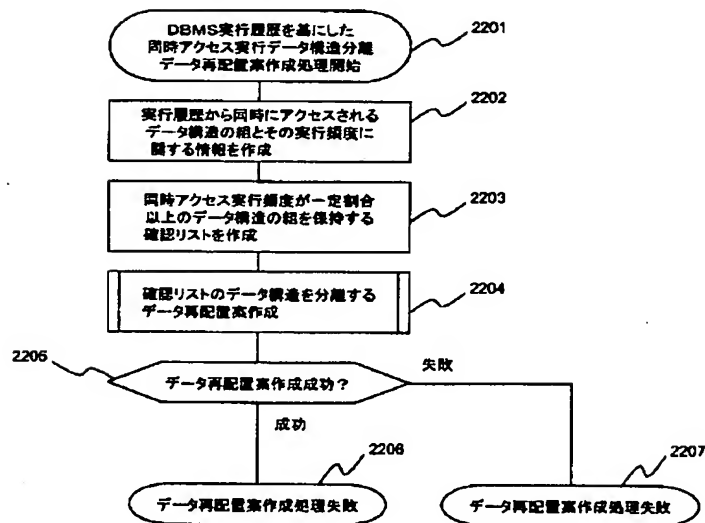 DBMS実行履歴を基にした
同時アクセス実行データ構造分離
データ再配置案作成処理開始
2201
2202
実行履歴から同時にアクセスされる
データ構造の組とその実行頻度に
関する情報を作成
2203
同時アクセス実行頻度が一定割合
以上のデータ構造の組を保持する
確認リストを作成
確認リストのデータ構造を分離する
データ再配置案作成
2204
2205
データ再配置案作成成功？
失敗
成功
2206
2207
データ再配置案作成処理失敗
データ再配置案作成処理失敗